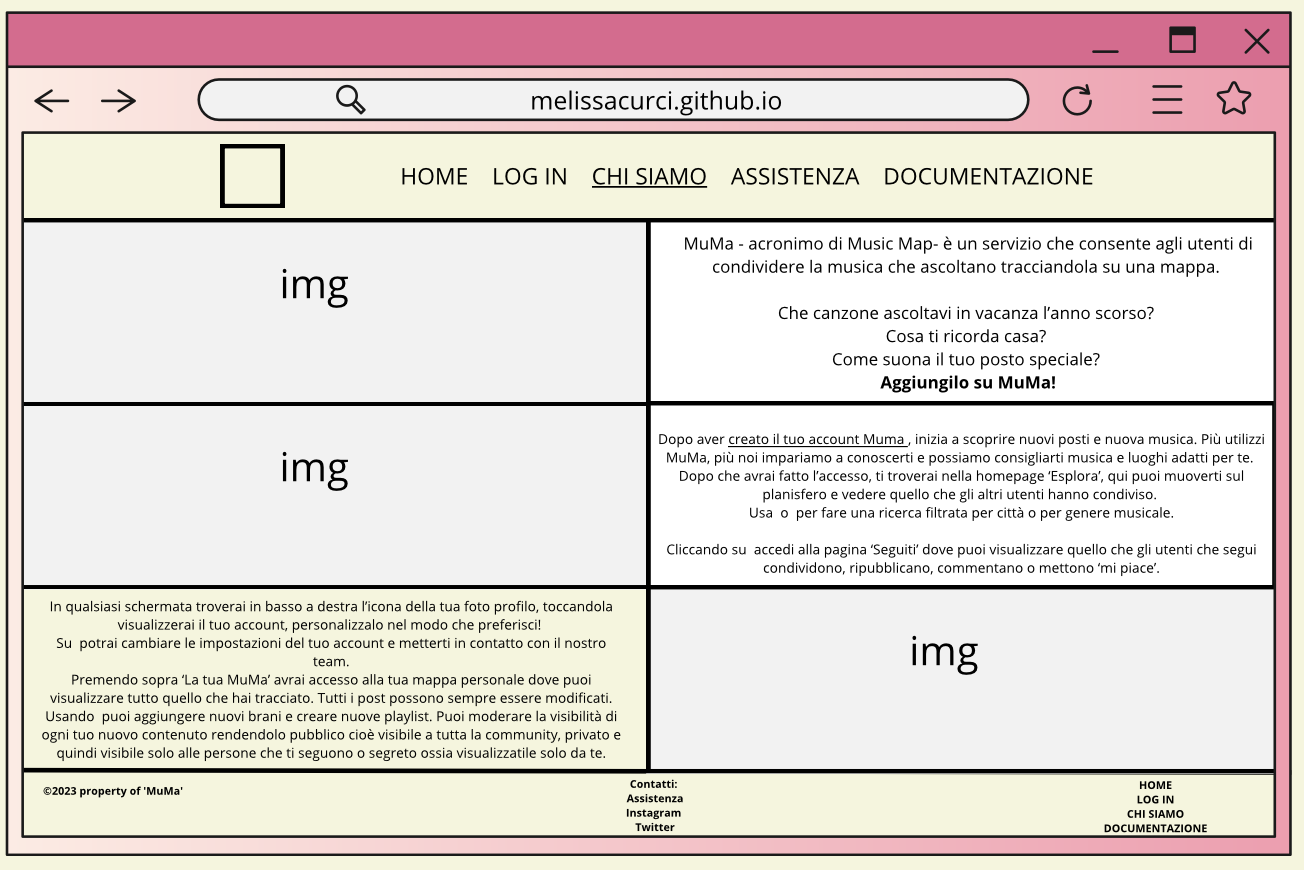 melissacurci.github.io
HOME LOG IN CHI SIAMO ASSISTENZA DOCUMENTAZIONE
img
MuMa - acronimo di Music Map- è un servizio che consente agli utenti di
condividere la musica che ascoltano tracciandola su una mappa.
Che canzone ascoltavi in vacanza l’anno scorso?
Cosa ti ricorda casa?
Come suona il tuo posto speciale?
Aggiungilo su MuMa!
img
Dopo aver creato il tuo account Muma , inizia a scoprire nuovi posti e nuova musica. Più utilizzi
MuMa, più noi impariamo a conoscerti e possiamo consigliarti musica e luoghi adatti per te.
Dopo che avrai fatto l’accesso, ti troverai nella homepage ‘Esplora’, qui puoi muoverti sul
planisfero e vedere quello che gli altri utenti hanno condiviso.
Usa  o  per fare una ricerca filtrata per città o per genere musicale.
Cliccando su  accedi alla pagina ‘Seguiti’ dove puoi visualizzare quello che gli utenti che segui
condividono, ripubblicano, commentano o mettono ‘mi piace’.
In qualsiasi schermata troverai in basso a destra l’icona della tua foto profilo, toccandola
visualizzerai il tuo account, personalizzalo nel modo che preferisci!
Su  potrai cambiare le impostazioni del tuo account e metterti in contatto con il nostro
team.
Premendo sopra ‘La tua MuMa’ avrai accesso alla tua mappa personale dove puoi
visualizzare tutto quello che hai tracciato. Tutti i post possono sempre essere modificati.
Usando  puoi aggiungere nuovi brani e creare nuove playlist. Puoi moderare la visibilità di
ogni tuo nuovo contenuto rendendolo pubblico cioè visibile a tutta la community, privato e
quindi visibile solo alle persone che ti seguono o segreto ossia visualizzatile solo da te.
img
©2023 property of 'MuMa'
Contatti:
Assistenza
Instagram
Twitter
HOME
LOG IN
CHI SIAMO
DOCUMENTAZIONE